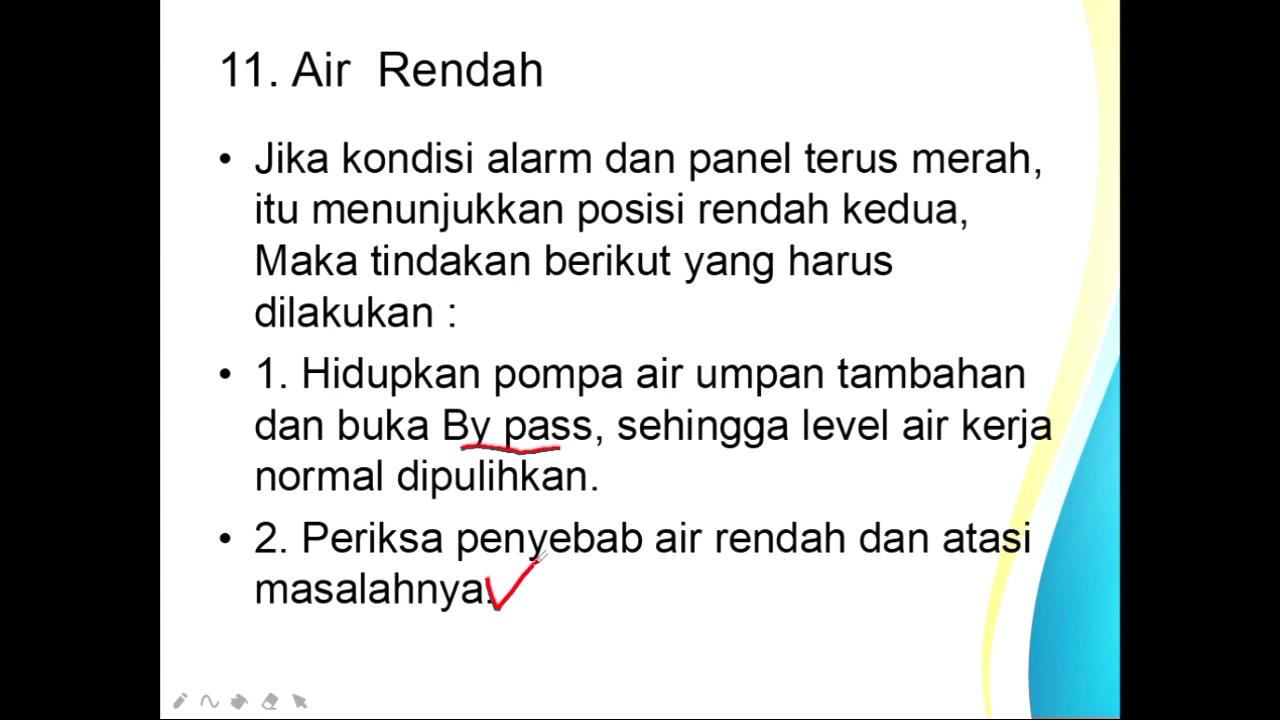 11. Air Rendah
• Jika kondisi alarm dan panel terus merah,
itu menunjukkan posisi rendah kedua,
Maka tindakan berikut yang harus
dilakukan :
• 1. Hidupkan pompa air umpan tambahan
dan buka By pass, sehingga level air kerja
normal dipulihkan.
• 2. Periksa penyebab air rendah dan atasi
masalahnya.